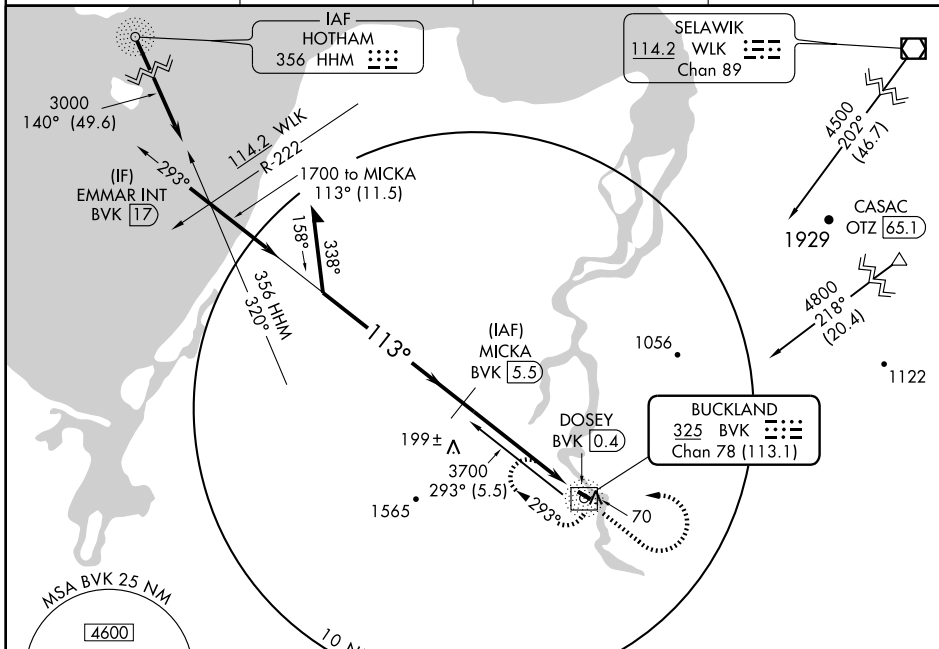 IAF
HOTHAM
356 HHM
SELAWIK
114.2 WLK
Chan 89
3000
140° (49.6)
4500
202°
(46.7)
114.2 WLK
R-222
293°
(IF)
EMMAR INT
BVK 17
1700 to MICKA
113° (11.5)
CASAC
OTZ 65.1
1929
158°
338°
356 HHM
320°
4800
218°
(20.4)
113°
(IAF)
MICKA
BVK 5.5
1056
1122
DOSEY
BVK 0.4
BUCKLAND
325 BVK
Chan 78 (113.1)
199±
3700
293° (5.5)
293°
70
1565
MSA BVK 25 NM
4600